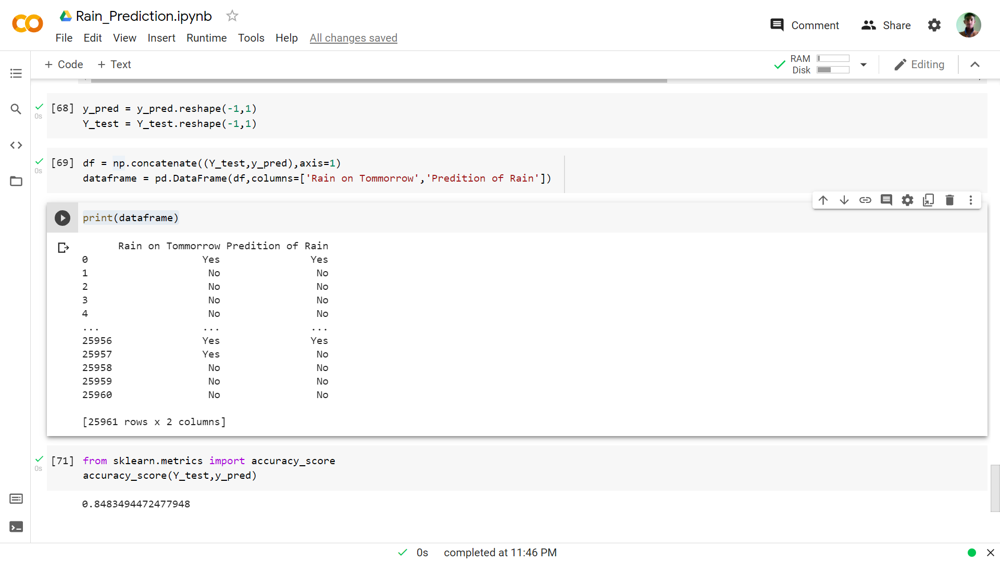 Rain_Prediction.ipynb
Comment
Share
File Edit View Insert Runtime Tools Help All changes saved
+ Code + Text
RAM
Disk
Editing
0s
[68] y_pred = y_pred.reshape(-1,1)
Y_test = Y_test.reshape(-1,1)
0s
[69] df = np.concatenate((Y_test,y_pred),axis=1)
dataframe = pd.DataFrame(df,columns=['Rain on Tommorrow','Predition of Rain'])
print(dataframe)
Rain on Tommorrow Predition of Rain
0 Yes Yes
1 No No
2 No No
3 No No
4 No No
... ... ...
25956 Yes Yes
25957 Yes No
25958 No No
25959 No No
25960 No No
[25961 rows x 2 columns]
0s
[71] from sklearn.metrics import accuracy_score
accuracy_score(Y_test,y_pred)
0.8483494472477948
0s completed at 11:46 PM